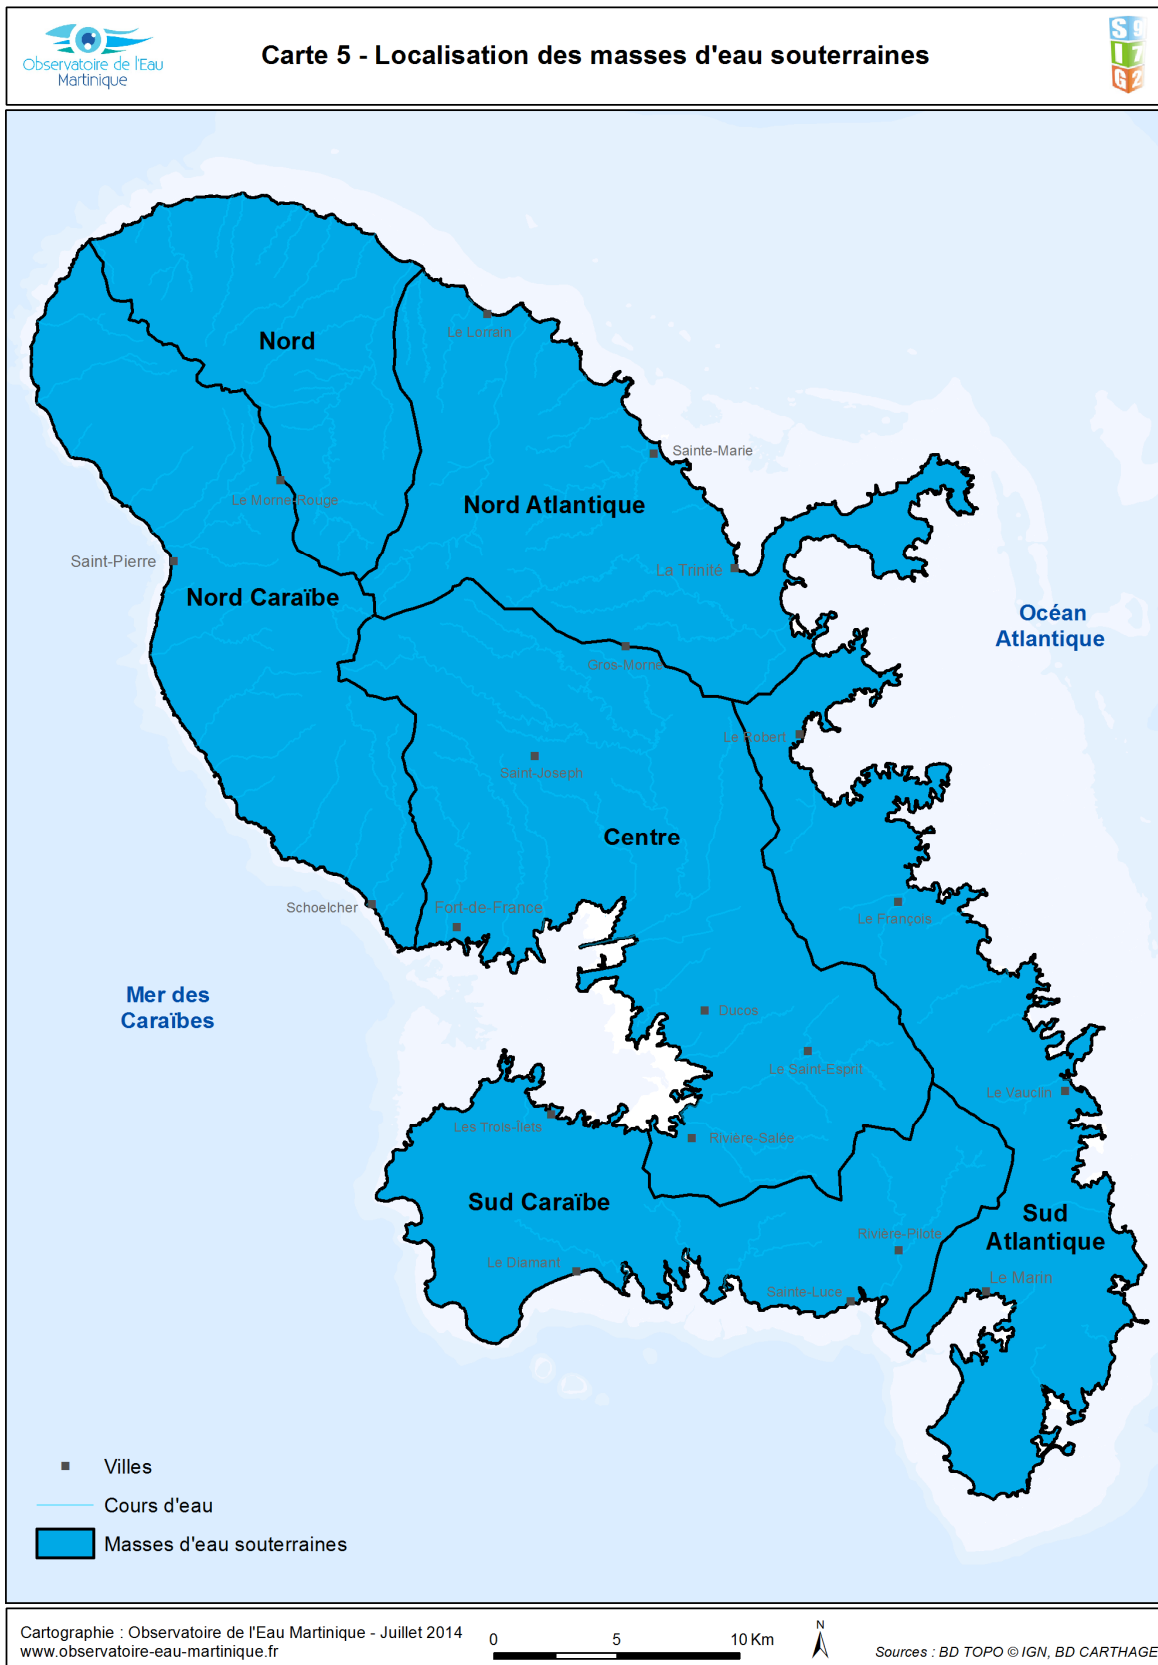 Observatoire de l'Eau
Martinique
Carte 5 - Localisation des masses d'eau souterraines
S 9
I 7
G 2
Nord
Le Lorrain
Sainte-Marie
Le Morne-Rouge
Nord Atlantique
Saint-Pierre
La Trinité
Nord Caraïbe
Océan
Atlantique
Gros-Morne
Le Robert
Saint-Joseph
Centre
Schoelcher
Fort-de-France
Le François
Mer des
Caraïbes
Ducos
Le Saint-Esprit
Le Vauclin
Les Trois-Îlets
Rivière-Salée
Sud Caraïbe
Sud
Atlantique
Rivière-Pilote
Le Diamant
Le Marin
Sainte-Luce
Villes
Cours d'eau
Masses d'eau souterraines
Cartographie : Observatoire de l'Eau Martinique - Juillet 2014
www.observatoire-eau-martinique.fr
0 5 10 Km
N
Sources : BD TOPO © IGN, BD CARTHAGE